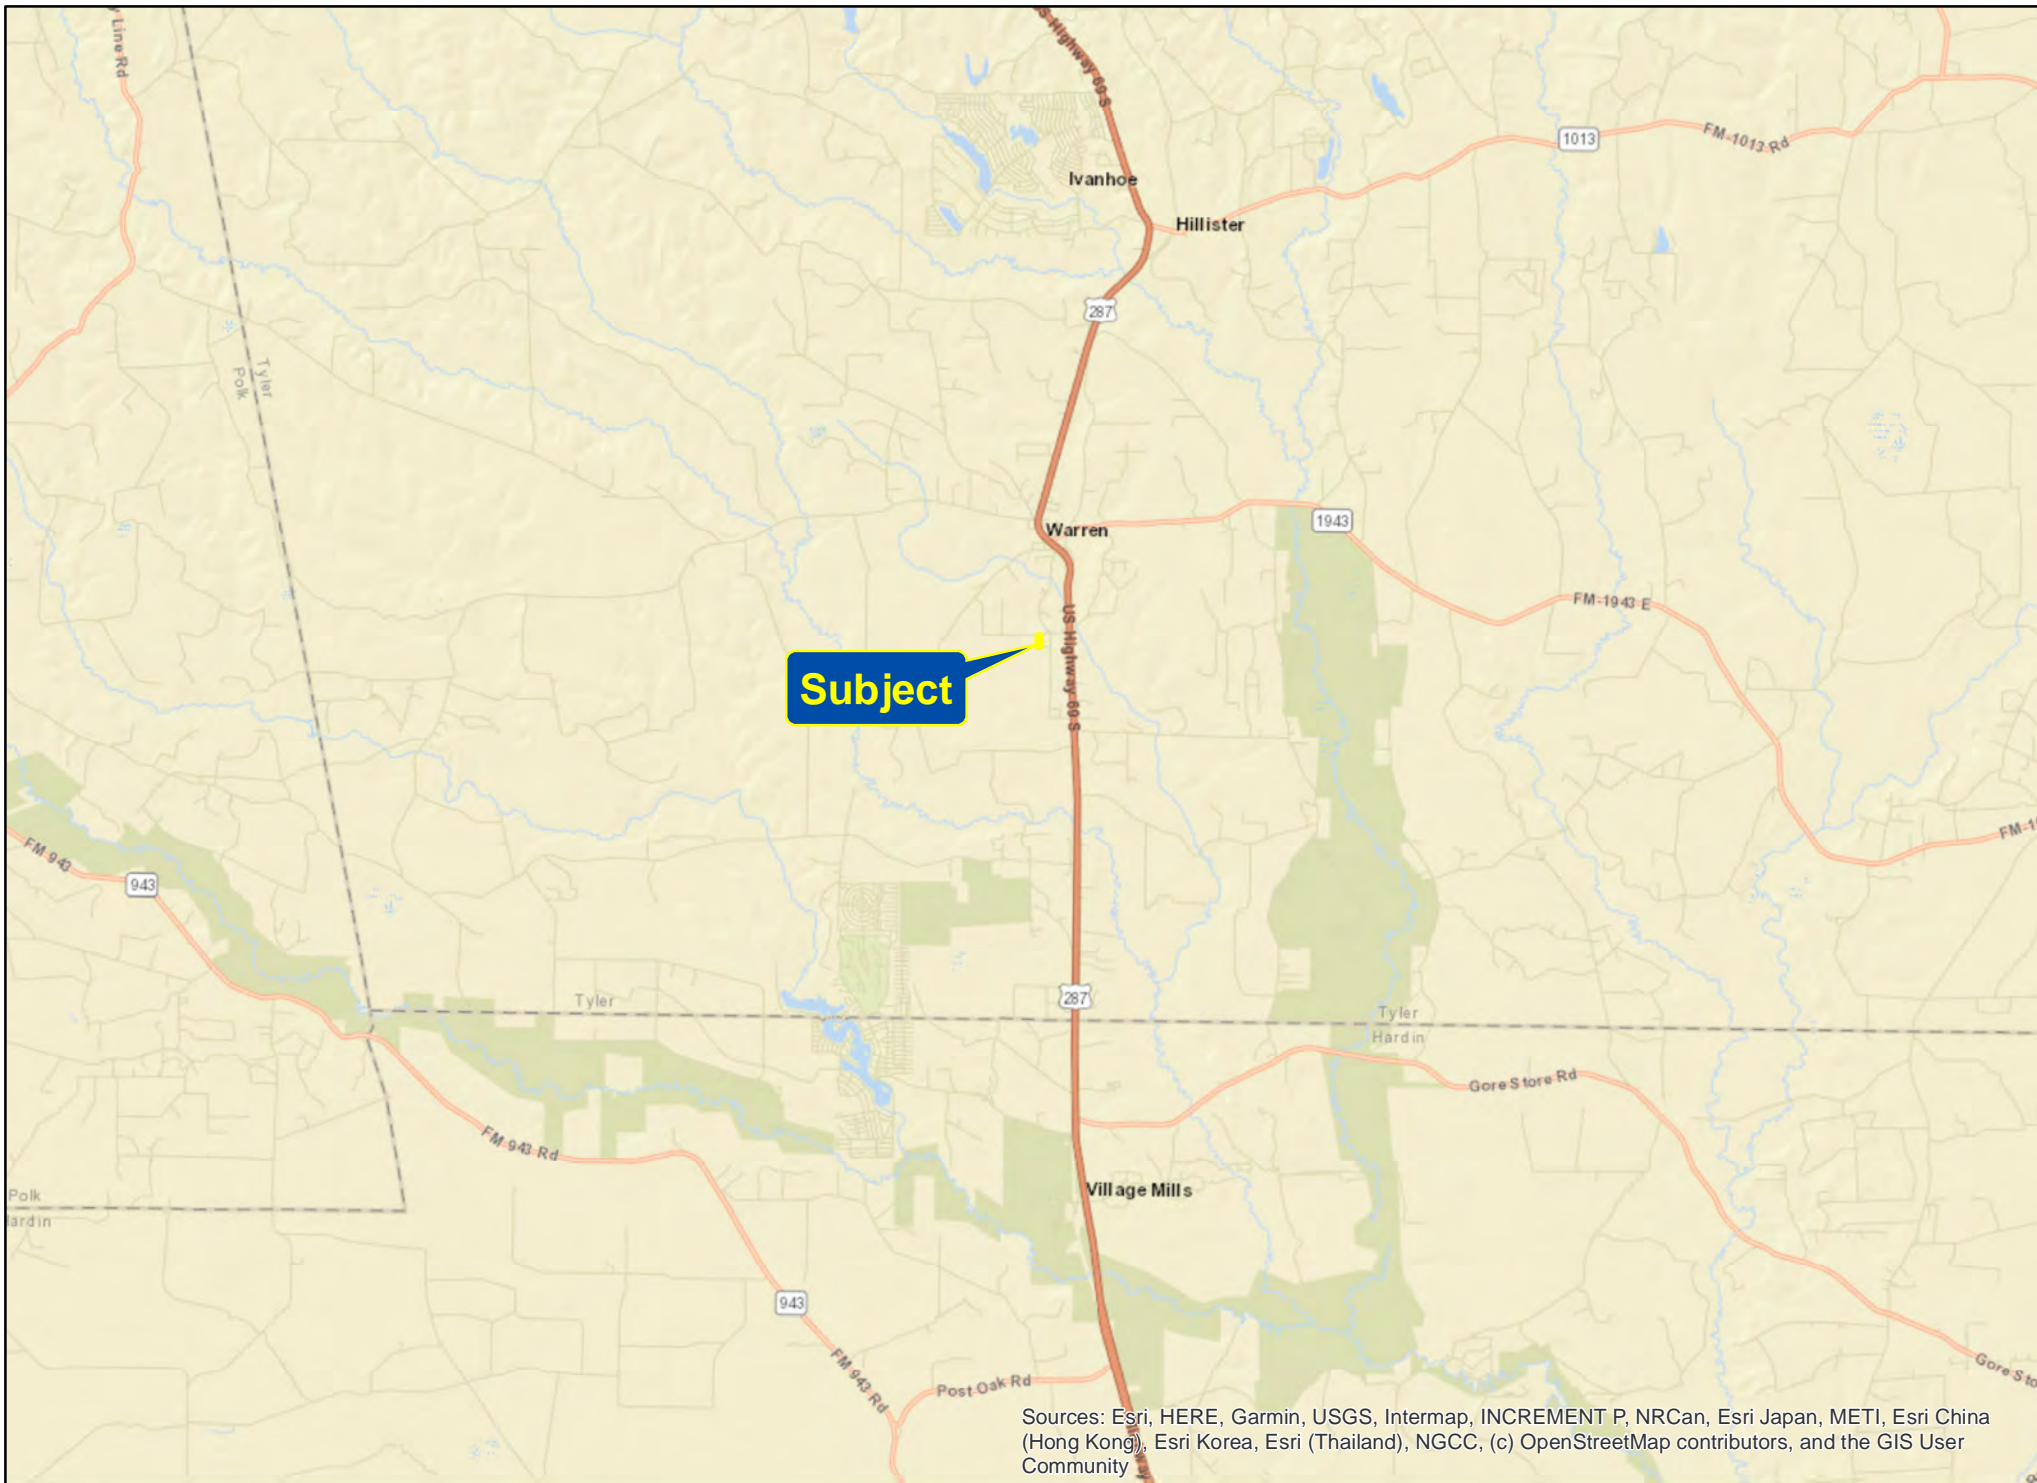 y Line Rd
US Highway 69 S
1013
FM-1013 Rd
Ivanhoe
Hillister
287
Tyler
Polk
Warren
1943
FM-1943 E
US Highway 69 S
Subject
FM-1
FM 943
943
Tyler
287
Tyler
Hardin
Gore Store Rd
FM 943 Rd
Village Mills
Polk
ardin
943
FM 943 Rd
Post Oak Rd
Gore Sto
Sources: Esri, HERE, Garmin, USGS, Intermap, INCREMENT P, NRCan, Esri Japan, METI, Esri China
(Hong Kong), Esri Korea, Esri (Thailand), NGCC, (c) OpenStreetMap contributors, and the GIS User
Community